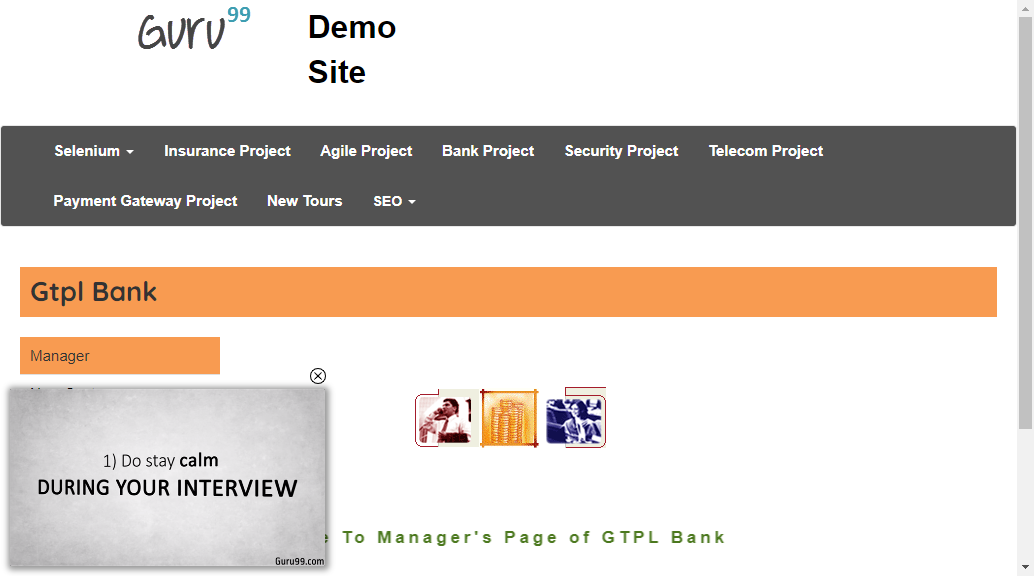 Guru99
Demo
Site
Selenium
Insurance Project
Agile Project
Bank Project
Security Project
Telecom Project
Payment Gateway Project
New Tours
SEO
Gtpl Bank
Manager
1) Do stay calm
DURING YOUR INTERVIEW
Guru99.com
To Manager's Page of GTPL Bank